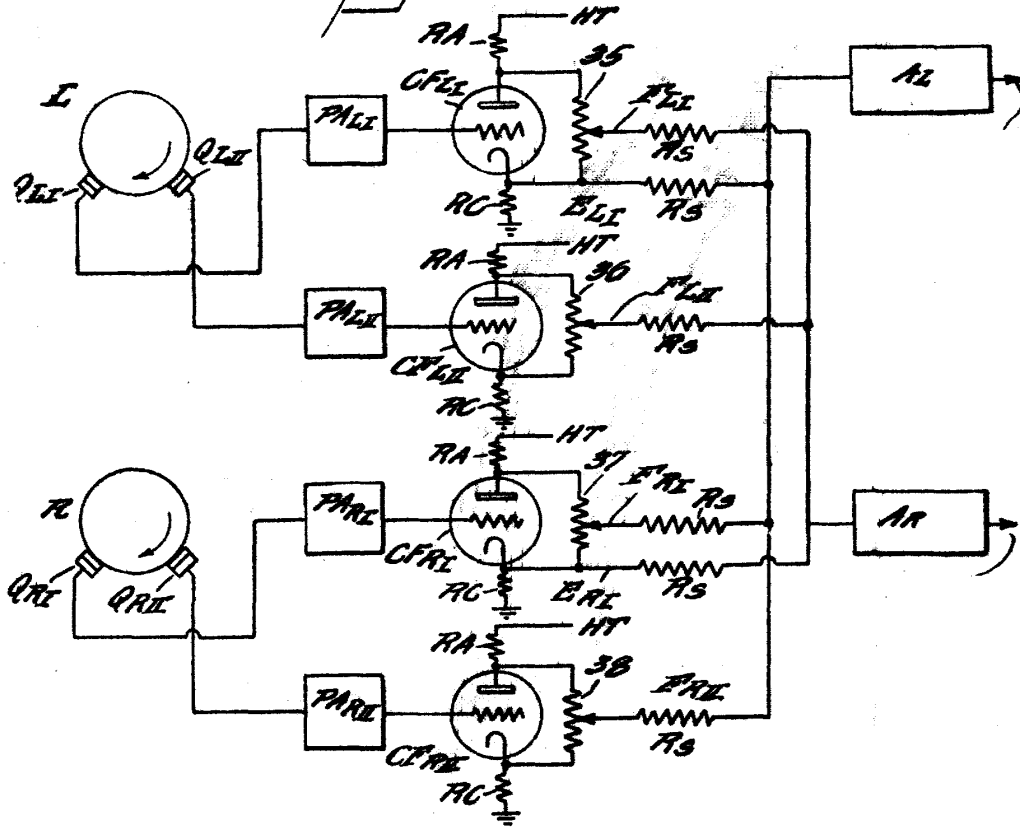 HT
RA
35
AL
CFLI
FLI
L
PALI
RS
QLII
QLI
RC
ELI
RS
HT
RA
36
FLII
PALII
RS
CFLII
RC
HT
RA
37
FRI
RS
R
PARI
AR
CFRI
QRI
QRII
RC
ERI
RS
HT
RA
38
FRII
PARII
RS
CFRII
RC